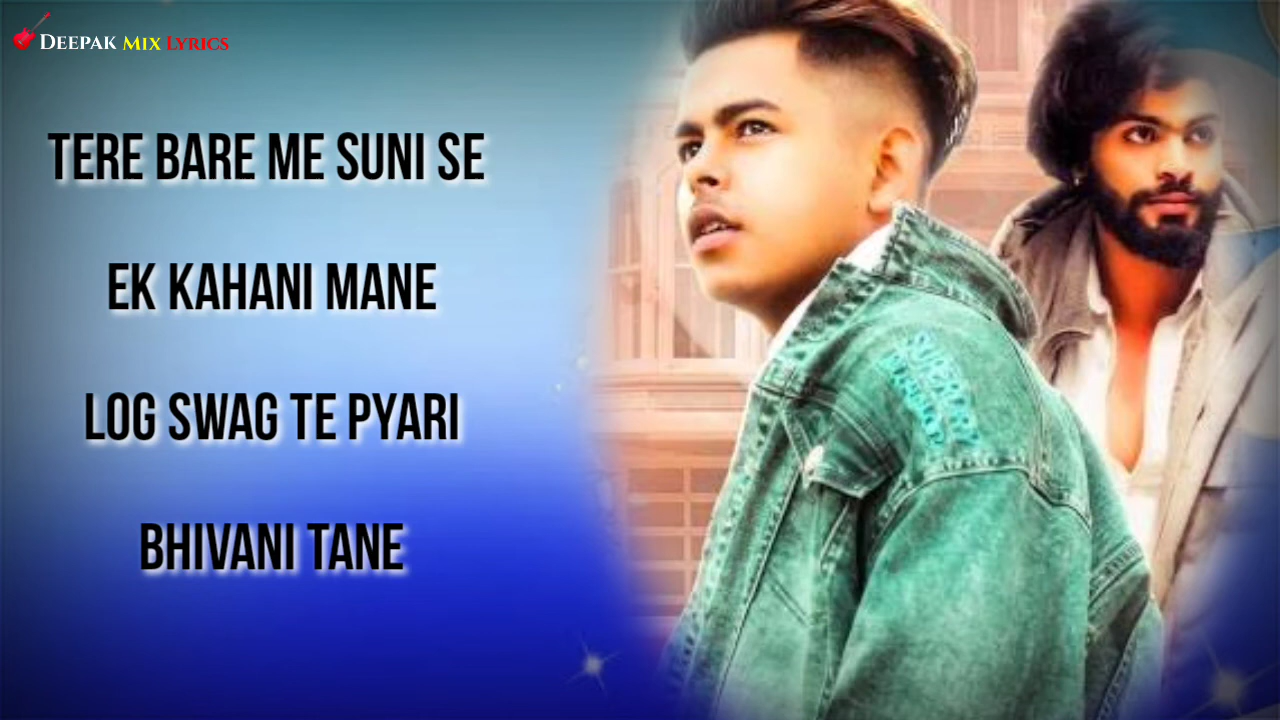 Deepak Mix Lyrics
TERE BARE ME SUNI SE
EK KAHANI MANE
LOG SWAG TE PYARI
BHIVANI TANE